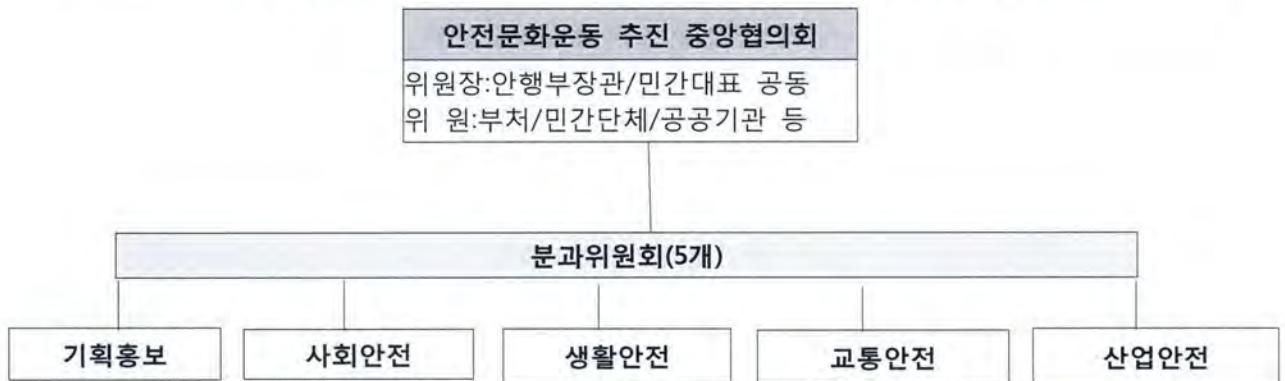 안전문화운동 추진 중앙협의회
위원장:안행부장관/민간대표 공동
위 원:부처/민간단체/공공기관 등
분과위원회(5개)
기획홍보 사회안전 생활안전 교통안전 산업안전